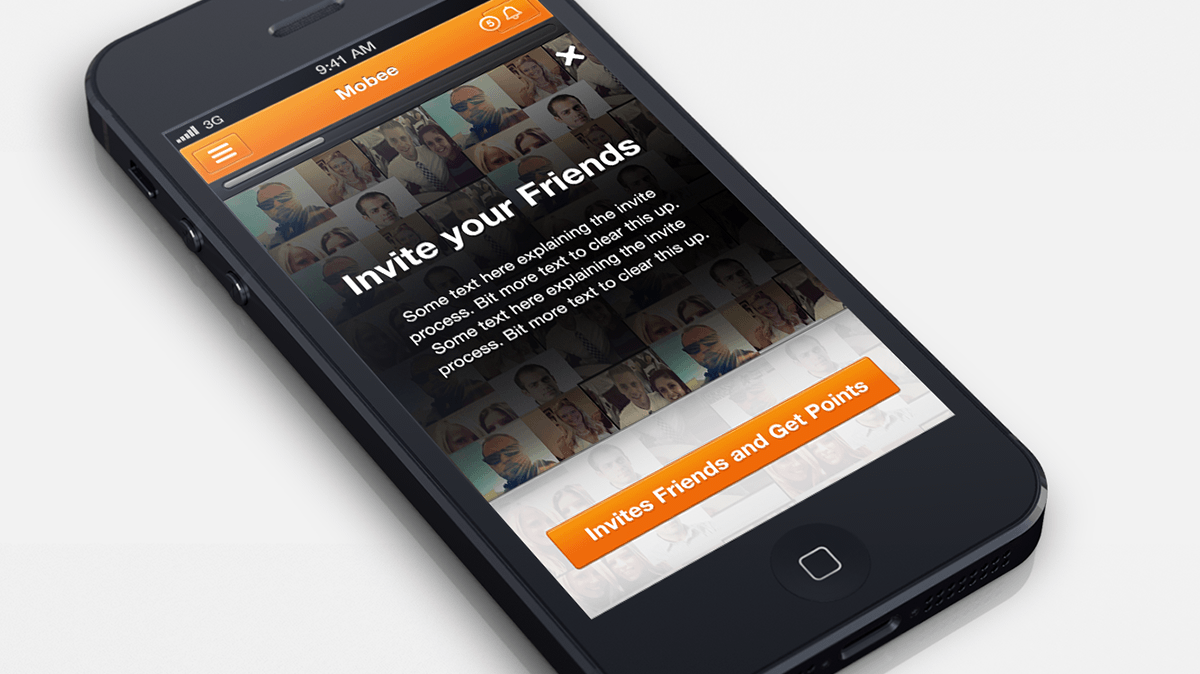 3G 9:41 AM
Mobee
5
Invite your Friends
Some text here explaining the invite
process. Bit more text to clear this up.
Some text here explaining the invite
process. Bit more text to clear this up.
Invites Friends and Get Points